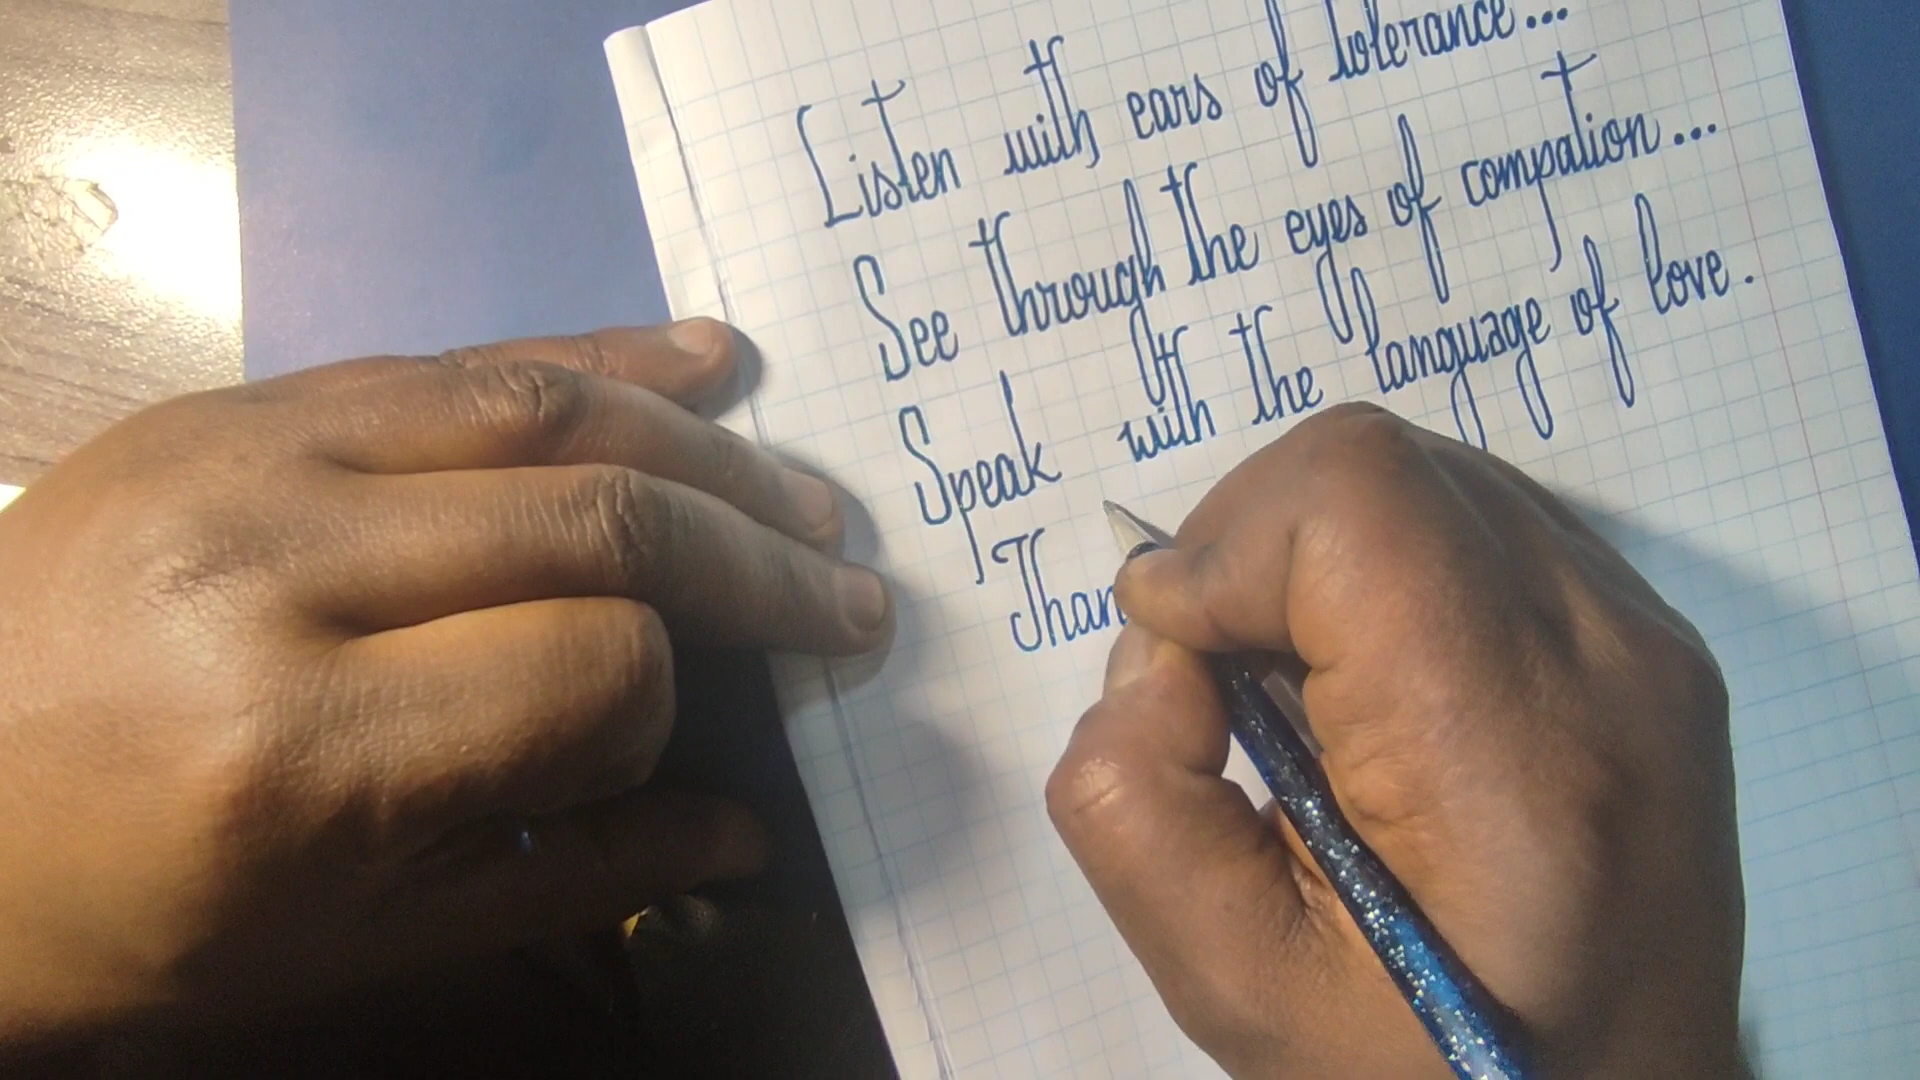 Listen with ears of tolerance...
See through the eyes of compation...
Speak with the language of love.
Than